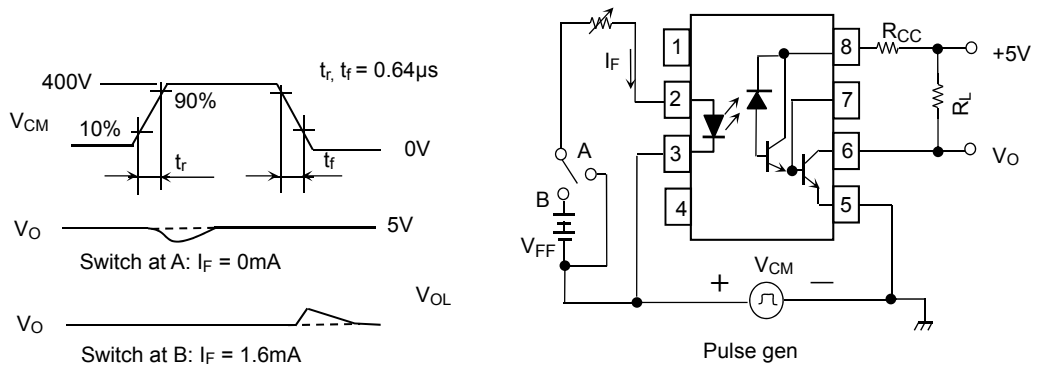 400V
tr, tf = 0.64μs
VCM
10%
90%
0V
tr
tf
VO
5V
Switch at A: IF = 0mA
VOL
VO
Switch at B: IF = 1.6mA
IF
A
B
VFF
1
2
3
4
8
7
6
5
RCC
+5V
RL
VO
+
VCM
—
Pulse gen